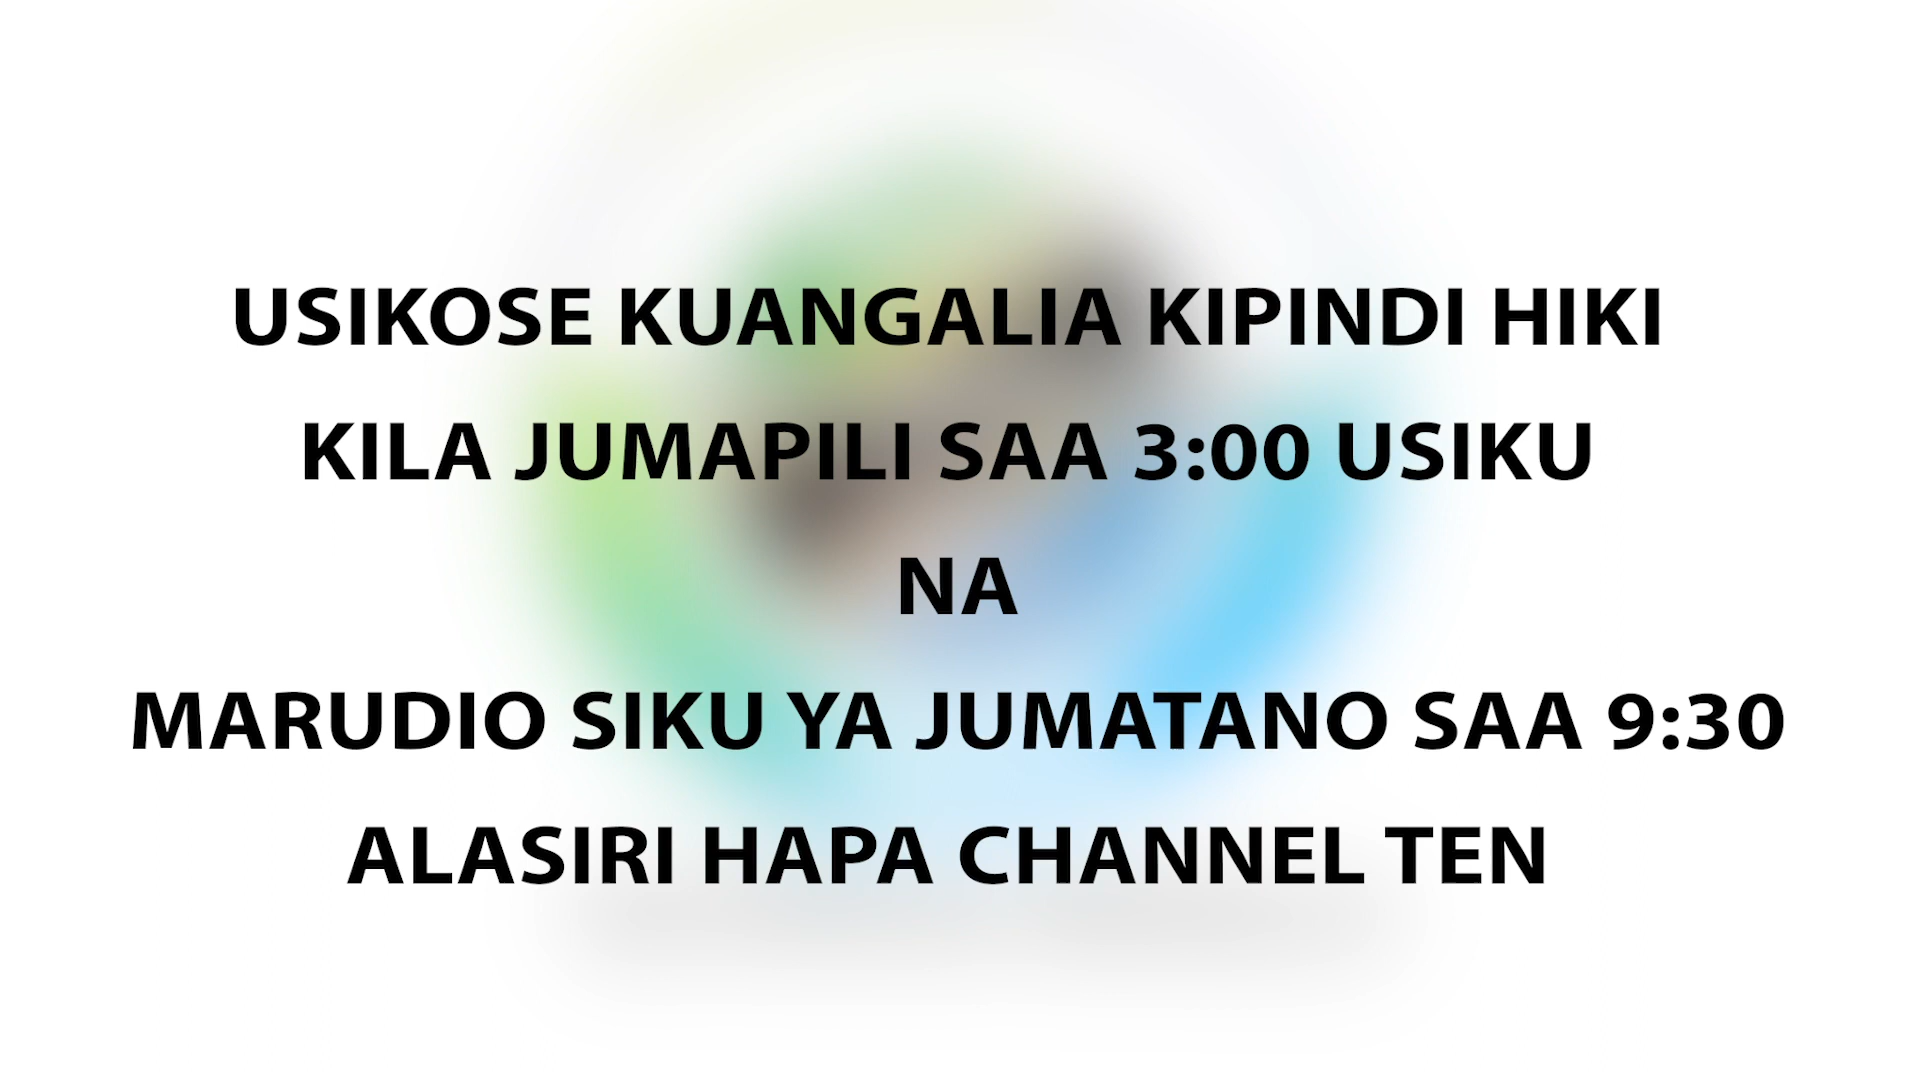 USIKOSE KUANGALIA KIPINDI HIKI
KILA JUMAPILI SAA 3:00 USIKU
NA
MARUDIO SIKU YA JUMATANO SAA 9:30
ALASIRI HAPA CHANNEL TEN